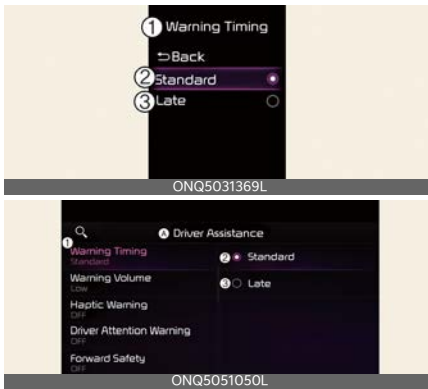 ① Warning Timing
⮌Back
② Standard
③ Late
ONQ5031369L
Ⓐ Driver Assistance
① Warning Timing
Standard
② Standard
Warning Volume
Low
③ Late
Haptic Warning
OFF
Driver Attention Warning
OFF
Forward Safety
OFF
ONQ5051050L